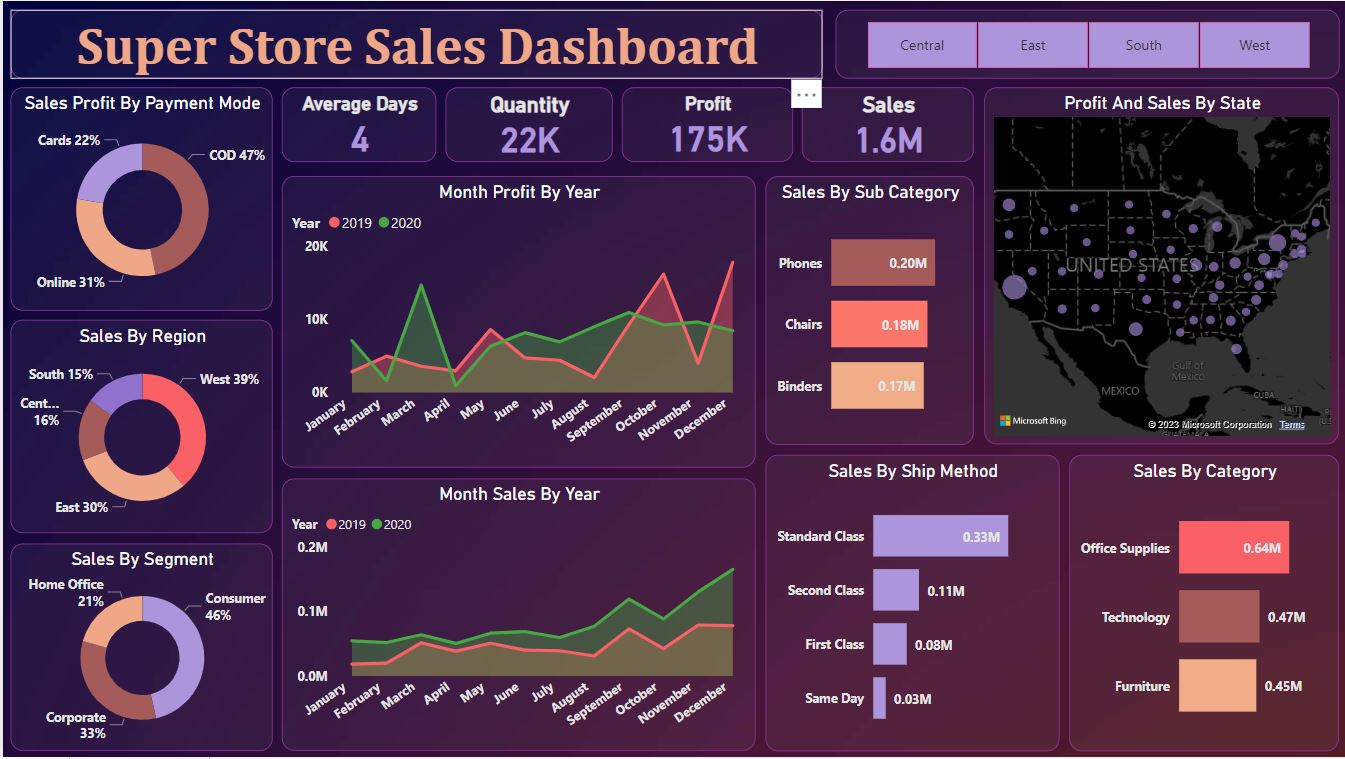 Super Store Sales Dashboard
Central
East
South
West
Sales Profit By Payment Mode
Cards 22%
COD 47%
Online 31%
Average Days
4
Quantity
22K
Profit
175K
Sales
1.6M
Profit And Sales By State
UNITED STATES
MEXICO
Gulf of
Mexico
CUBA
HAITI
Microsoft Bing
© 2023 Microsoft Corporation Terms
GUATEMALA
Month Profit By Year
Year 2019 2020
20K
10K
0K
January
February
March
April
May
June
July
August
September
October
November
December
Sales By Sub Category
Phones 0.20M
Chairs 0.18M
Binders 0.17M
Sales By Region
South 15%
West 39%
Cent...
16%
East 30%
Month Sales By Year
Year 2019 2020
0.2M
0.1M
0.0M
January
February
March
April
May
June
July
August
September
October
November
December
Sales By Ship Method
Standard Class 0.33M
Second Class 0.11M
First Class 0.08M
Same Day 0.03M
Sales By Category
Office Supplies 0.64M
Technology 0.47M
Furniture 0.45M
Sales By Segment
Home Office
21%
Consumer
46%
Corporate
33%